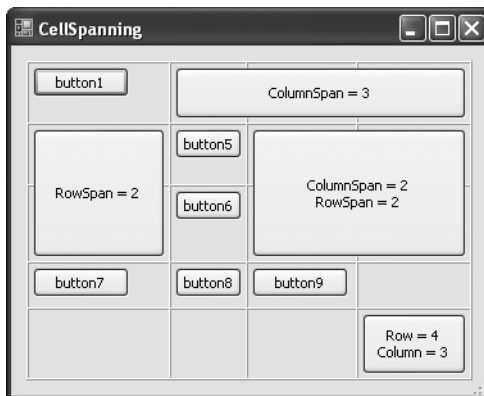 CellSpanning
button1
ColumnSpan = 3
RowSpan = 2
button5
ColumnSpan = 2
RowSpan = 2
button6
button7
button8
button9
Row = 4
Column = 3